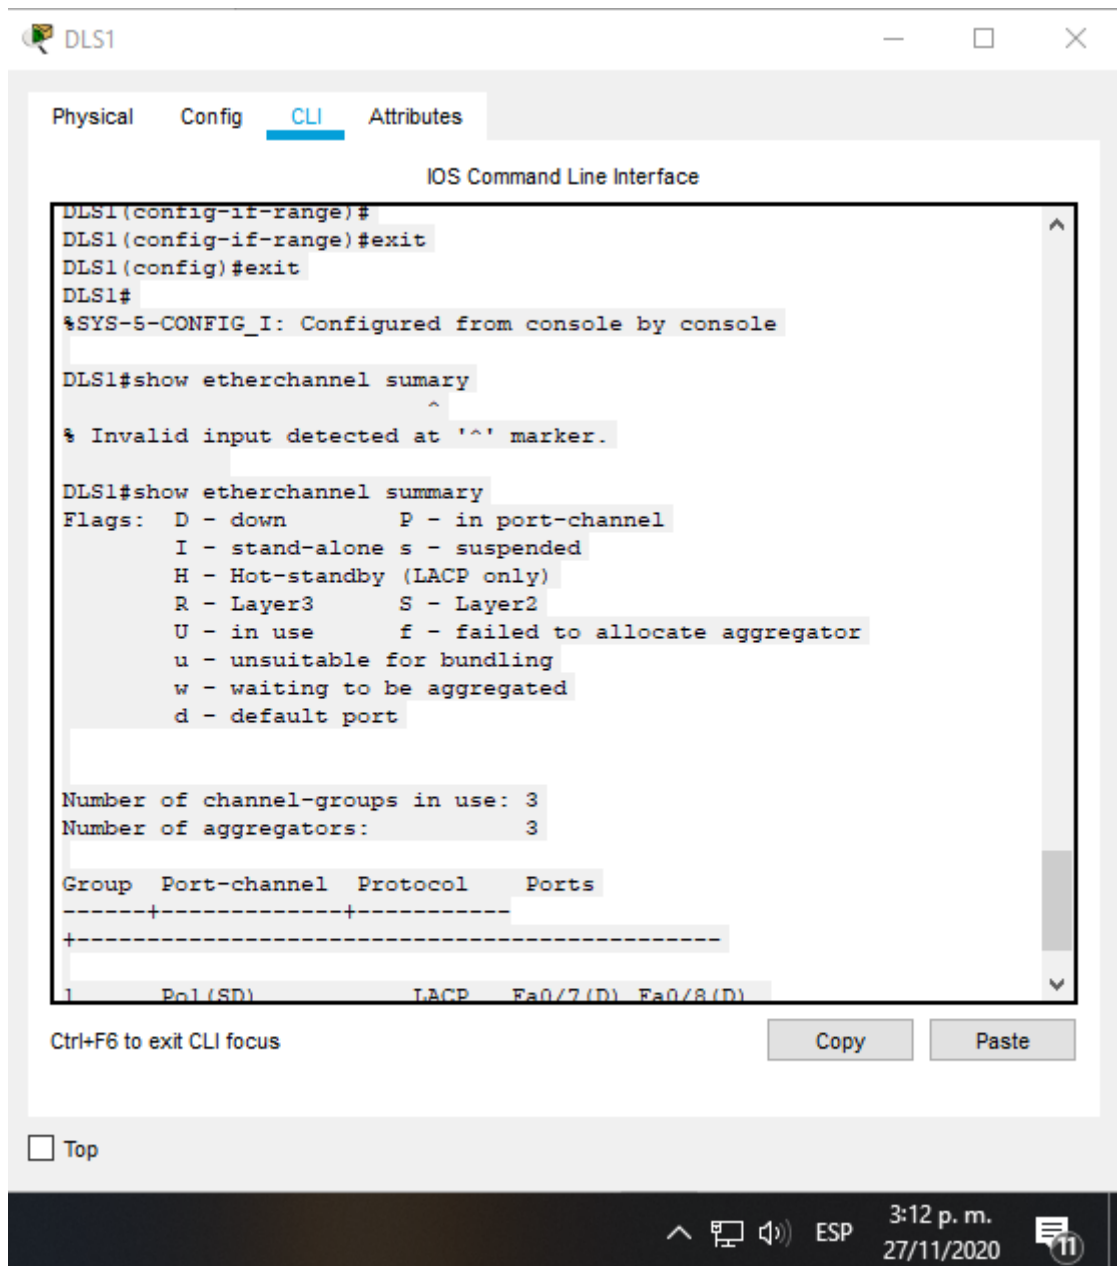 DLS1
Physical Config CLI Attributes
IOS Command Line Interface
DLS1(config-if-range)#
DLS1(config-if-range)#exit
DLS1(config)#exit
DLS1#
%SYS-5-CONFIG_I: Configured from console by console
DLS1#show etherchannel sumary
^
% Invalid input detected at '^' marker.
DLS1#show etherchannel summary
Flags:  D - down        P - in port-channel
        I - stand-alone s - suspended
        H - Hot-standby (LACP only)
        R - Layer3      S - Layer2
        U - in use      f - failed to allocate aggregator
        u - unsuitable for bundling
        w - waiting to be aggregated
        d - default port
Number of channel-groups in use: 3
Number of aggregators:           3
Group  Port-channel  Protocol    Ports
------+-------------+-----------
+----------------------------------------------
1      Po1(SD)           LACP   Fa0/7(D) Fa0/8(D)
Ctrl+F6 to exit CLI focus
Copy
Paste
Top
ESP
3:12 p. m.
27/11/2020
11